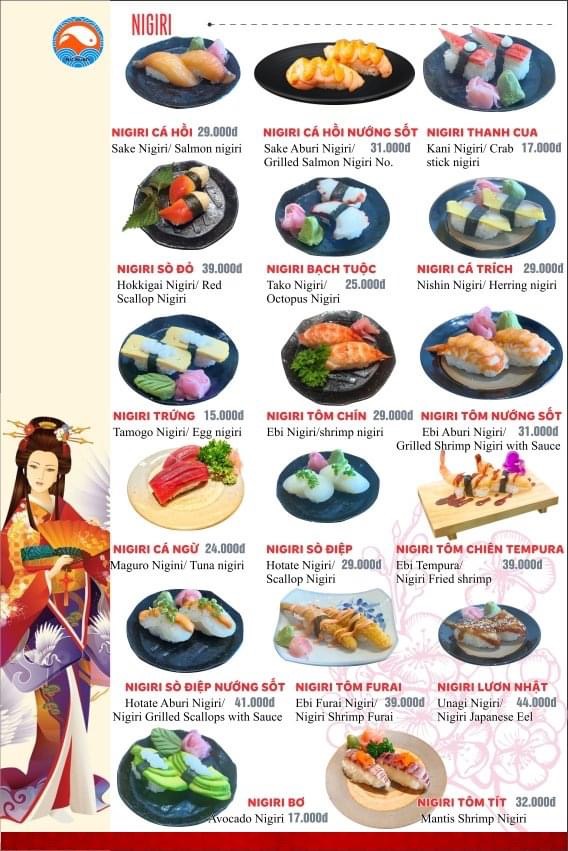 NIGIRI
NIGIRI CÁ HỒI 29.000đ
Sake Nigiri/ Salmon nigiri
NIGIRI CÁ HỒI NƯỚNG SỐT
Sake Aburi Nigiri/ 31.000đ
Grilled Salmon Nigiri No.
NIGIRI THANH CUA
Kani Nigiri/ Crab 17.000đ
stick nigiri
NIGIRI SÒ ĐỎ 39.000đ
Hokkigai Nigiri/ Red
Scallop Nigiri
NIGIRI BẠCH TUỘC
Tako Nigiri/ 25.000đ
Octopus Nigiri
NIGIRI CÁ TRÍCH 29.000đ
Nishin Nigiri/ Herring nigiri
NIGIRI TRỨNG 15.000đ
Tamogo Nigiri/ Egg nigiri
NIGIRI TÔM CHÍN 29.000đ
Ebi Nigiri/shrimp nigiri
NIGIRI TÔM NƯỚNG SỐT
Ebi Aburi Nigiri/ 31.000đ
Grilled Shrimp Nigiri with Sauce
NIGIRI CÁ NGỪ 24.000đ
Maguro Nigini/ Tuna nigiri
NIGIRI SÒ ĐIỆP
Hotate Nigiri/ 29.000đ
Scallop Nigiri
NIGIRI TÔM CHIÊN TEMPURA
Ebi Tempura/ 39.000đ
Nigiri Fried shrimp
NIGIRI SÒ ĐIỆP NƯỚNG SỐT
Hotate Aburi Nigiri/ 41.000đ
Nigiri Grilled Scallops with Sauce
NIGIRI TÔM FURAI
Ebi Furai Nigiri/ 39.000đ
Nigiri Shrimp Furai
NIGIRI LƯƠN NHẬT
Unagi Nigiri/ 44.000đ
Nigiri Japanese Eel
NIGIRI BƠ
Avocado Nigiri 17.000đ
NIGIRI TÔM TÍT 32.000đ
Mantis Shrimp Nigiri